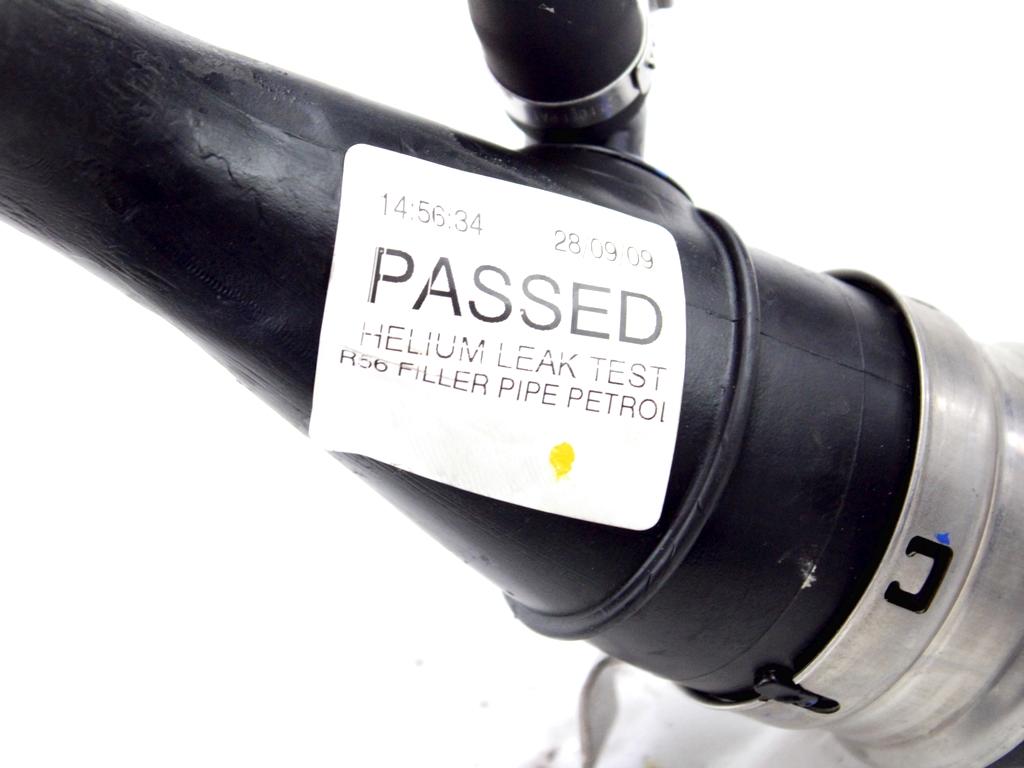 14:56:34 28/09/09
PASSED
HELIUM LEAK TEST
R56 FILLER PIPE PETROL